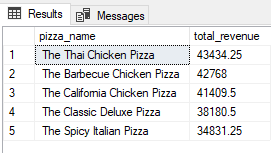 Results Messages
pizza_name total_revenue
1 The Thai Chicken Pizza 43434.25
2 The Barbecue Chicken Pizza 42768
3 The California Chicken Pizza 41409.5
4 The Classic Deluxe Pizza 38180.5
5 The Spicy Italian Pizza 34831.25